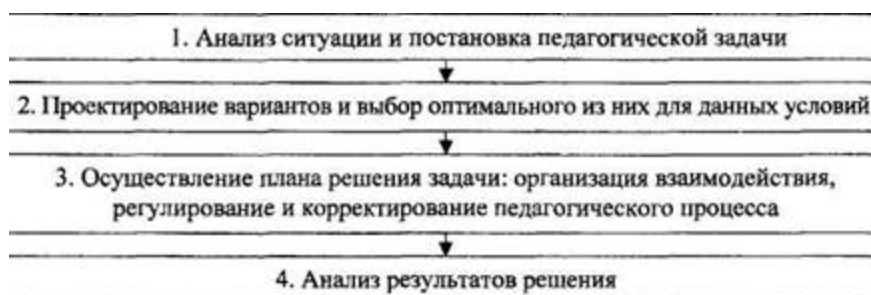 1. Анализ ситуации и постановка педагогической задачи
2. Проектирование вариантов и выбор оптимального из них для данных условий
3. Осуществление плана решения задачи: организация взаимодействия,
регулирование и корректирование педагогического процесса
4. Анализ результатов решения